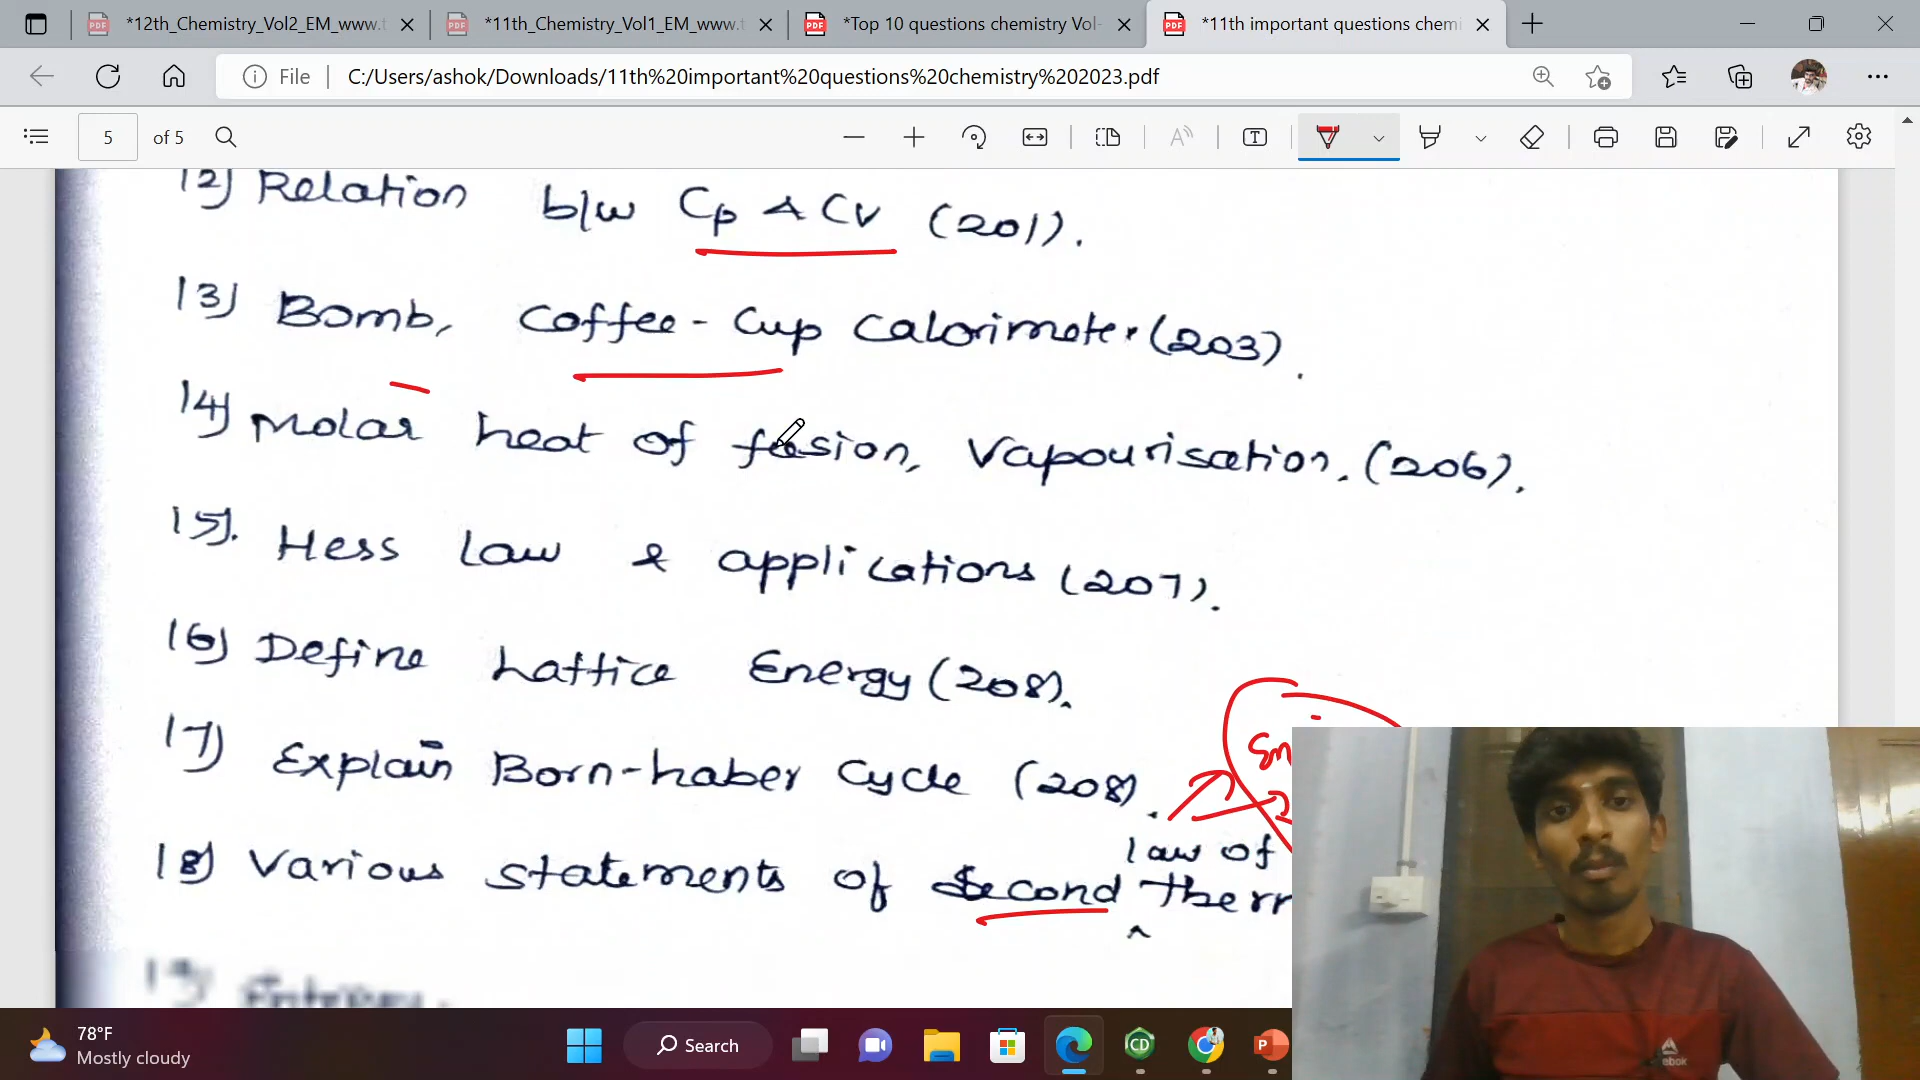 *12th_Chemistry_Vol2_EM_www.t
*11th_Chemistry_Vol1_EM_www.t
*Top 10 questions chemistry Vol-
*11th important questions chemi
File
C:/Users/ashok/Downloads/11th%20important%20questions%20chemistry%202023.pdf
5 of 5
12) Relation b/w Cp & Cv (201).
13) Bomb, Coffee-Cup Calorimeter (203).
14) Molar heat of fusion, Vapourisation. (206).
15). Hess law & applications (207).
16) Define Lattice Energy (208).
17) Explain Born-haber Cycle (208).
law of
18) Various statements of Second Ther
19) Entropy
78°F
Mostly cloudy
Search